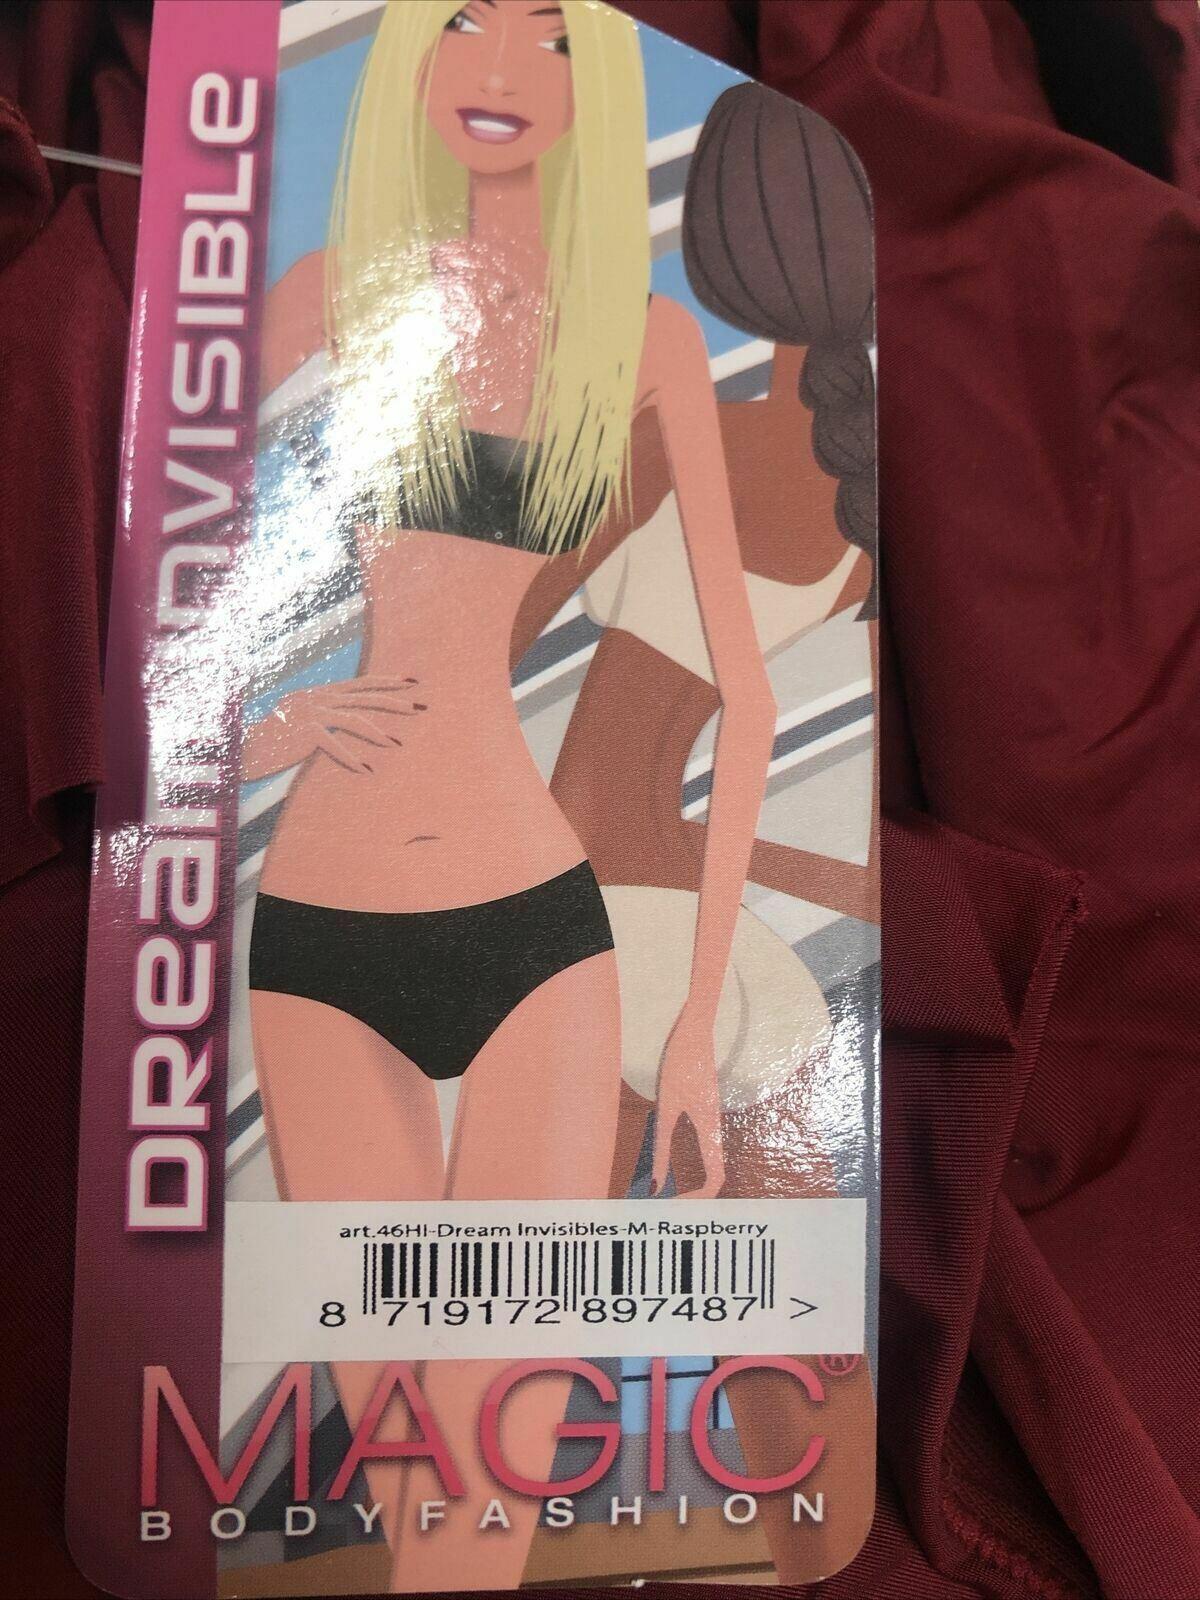 DReam INVISIBLe
art.46HI-Dream Invisibles-M-Raspberry
8 719172 897487 >
MAGIC®
BODYFASHION